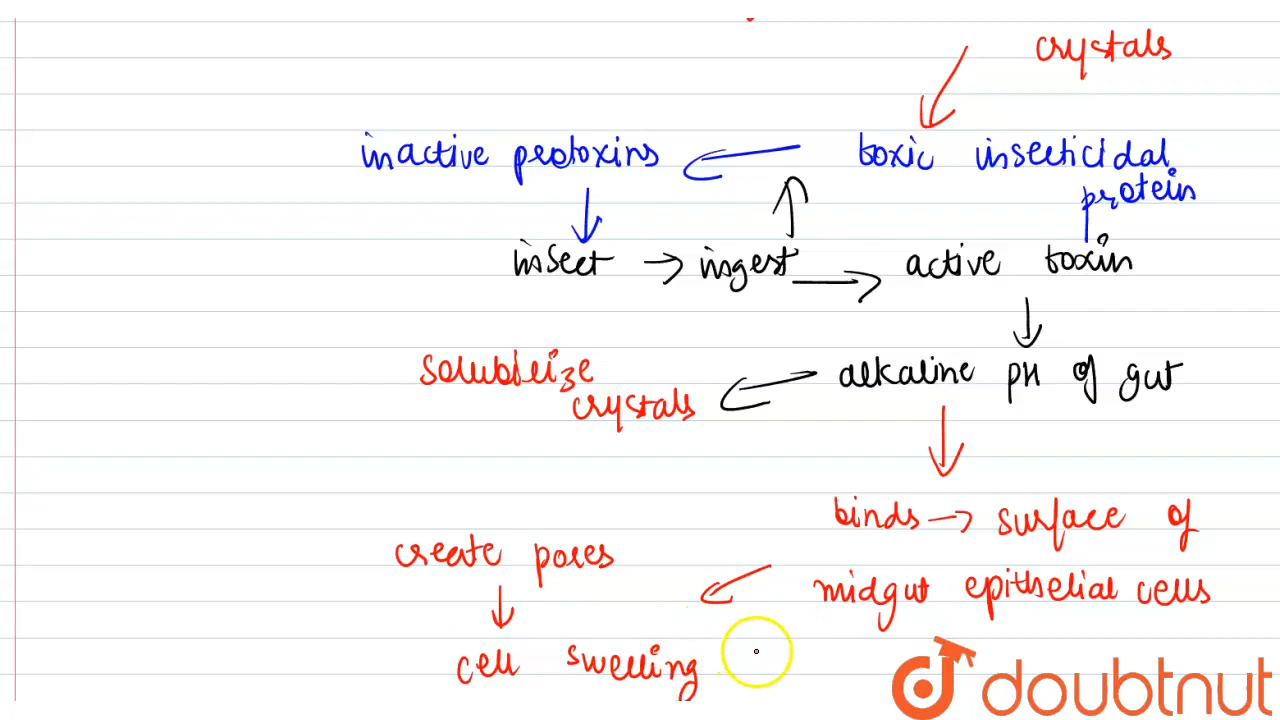 crystals
inactive protoxins toxic insecticidal
protein
insect → ingest → active toxin
solubleize alkaline pH of gut
crystals
binds → surface of
create pores
midgut epithelial cells
cell swelling
doubtnut